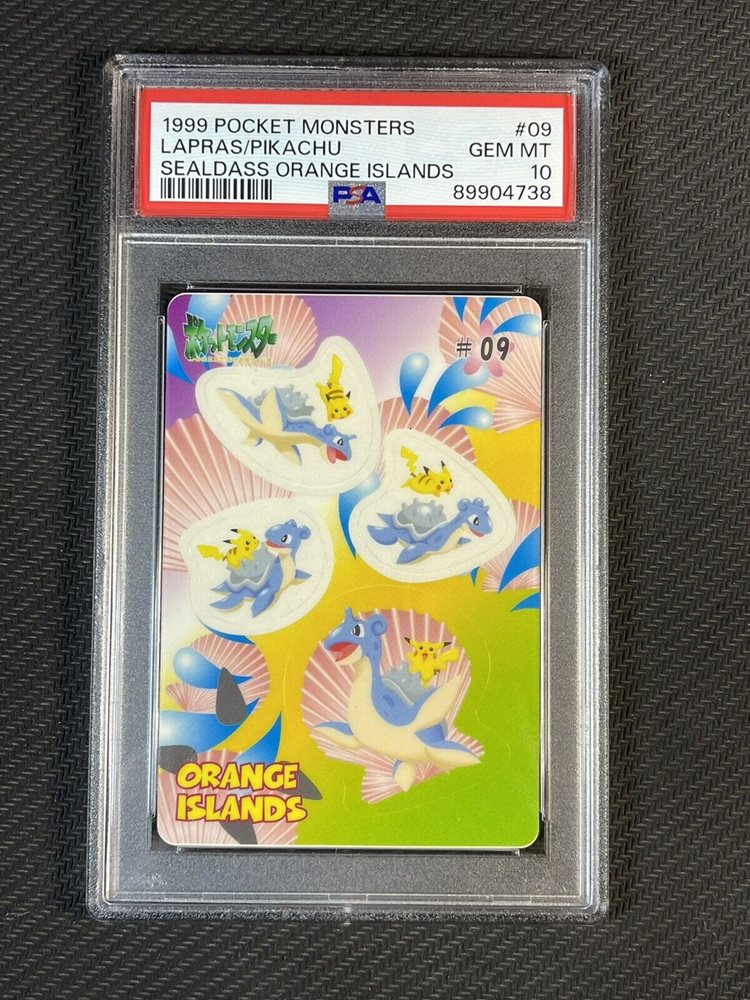 1999 POCKET MONSTERS #09
LAPRAS/PIKACHU GEM MT
SEALDASS ORANGE ISLANDS 10
PSA 89904738
ポケットモンスター
# 09
ORANGE
ISLANDS